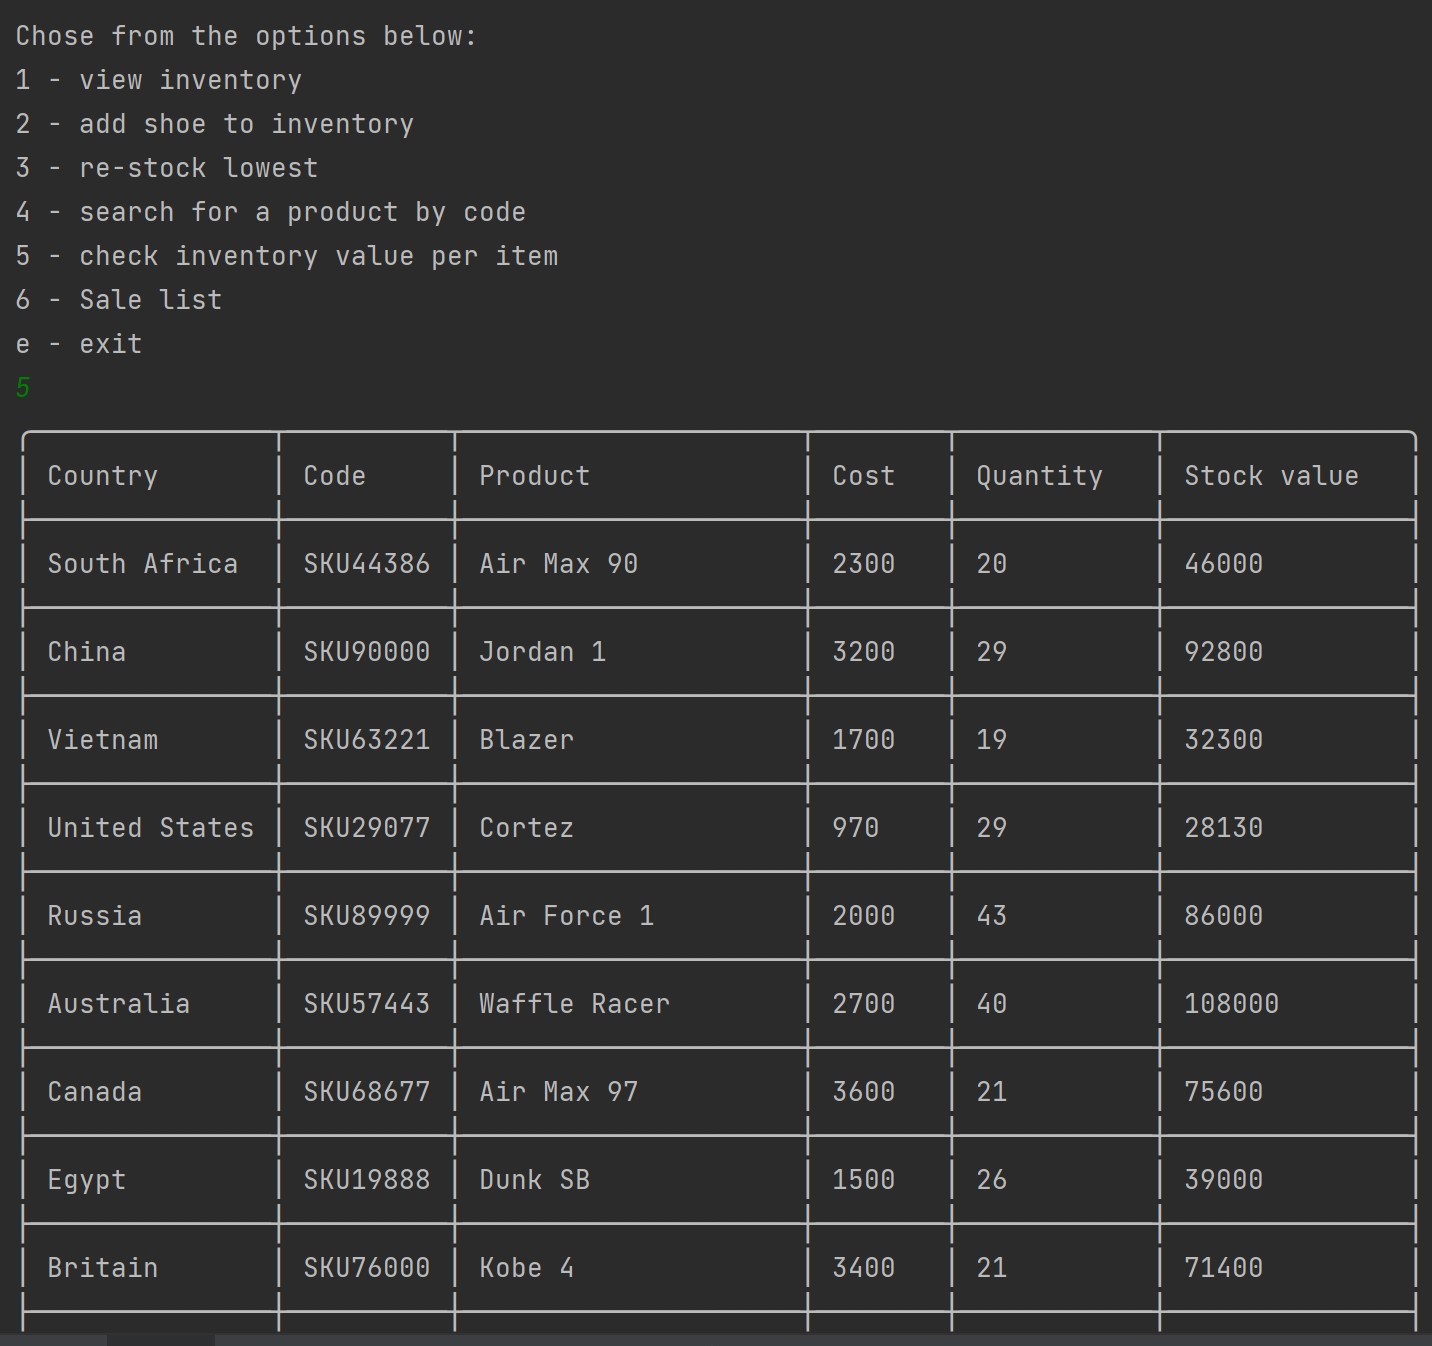 Chose from the options below:
1 - view inventory
2 - add shoe to inventory
3 - re-stock lowest
4 - search for a product by code
5 - check inventory value per item
6 - Sale list
e - exit
5
Country Code Product Cost Quantity Stock value
South Africa SKU44386 Air Max 90 2300 20 46000
China SKU90000 Jordan 1 3200 29 92800
Vietnam SKU63221 Blazer 1700 19 32300
United States SKU29077 Cortez 970 29 28130
Russia SKU89999 Air Force 1 2000 43 86000
Australia SKU57443 Waffle Racer 2700 40 108000
Canada SKU68677 Air Max 97 3600 21 75600
Egypt SKU19888 Dunk SB 1500 26 39000
Britain SKU76000 Kobe 4 3400 21 71400